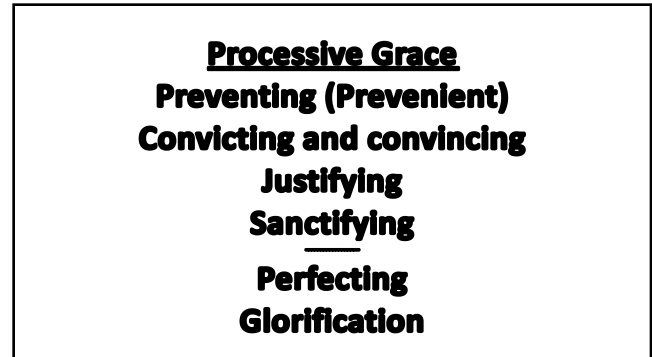 Processive Grace
Preventing (Prevenient)
Convicting and convincing
Justifying
Sanctifying
Perfecting
Glorification